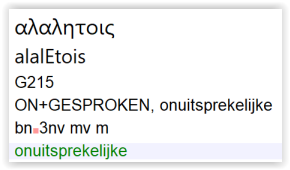 αλαλητοις
alalEtois
G215
ON+GESPROKEN, onuitsprekelijke
bn 3nv mv m
onuitsprekelijke